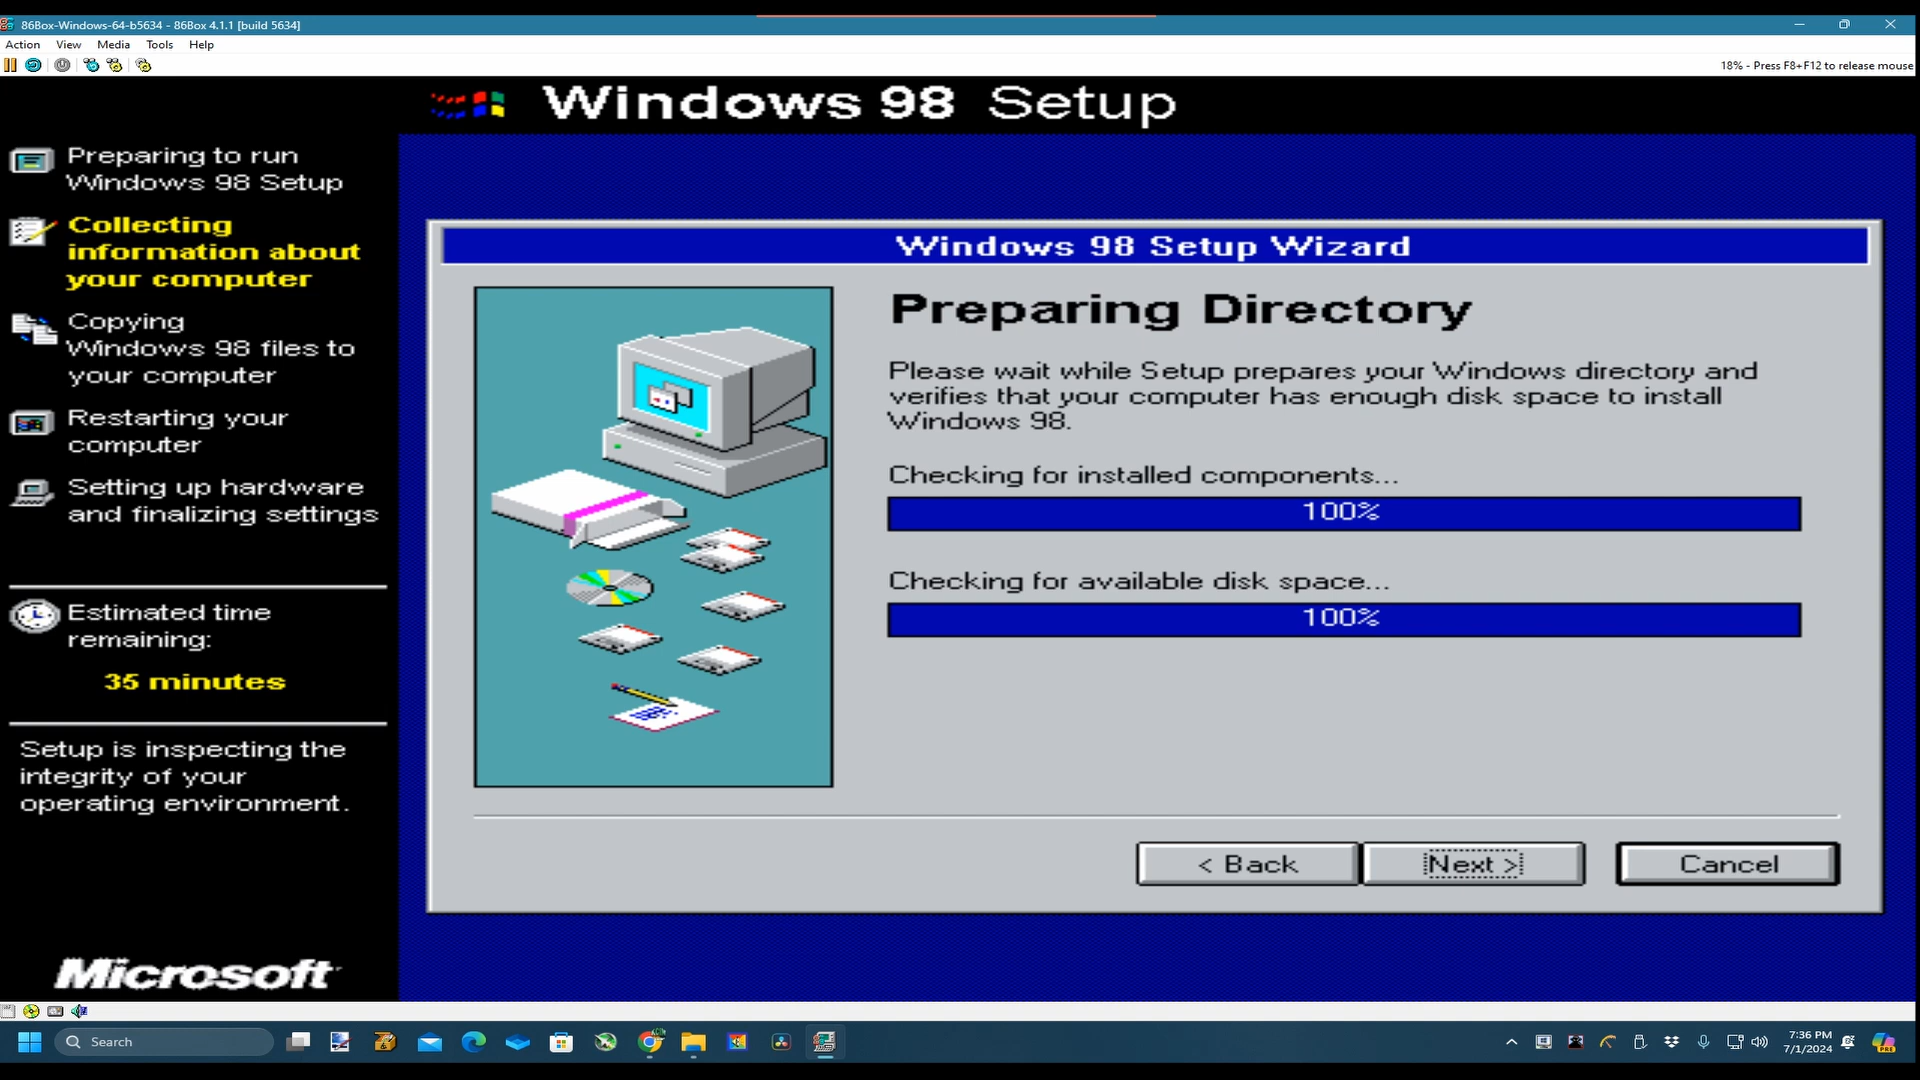 86Box-Windows-64-b5634 - 86Box 4.1.1 [build 5634]
Action View Media Tools Help
18% - Press F8+F12 to release mouse
Windows 98 Setup
Preparing to run
Windows 98 Setup
Collecting
information about
your computer
Copying
Windows 98 files to
your computer
Restarting your
computer
Setting up hardware
and finalizing settings
Estimated time
remaining:
35 minutes
Setup is inspecting the
integrity of your
operating environment.
Microsoft
Windows 98 Setup Wizard
Preparing Directory
Please wait while Setup prepares your Windows directory and
verifies that your computer has enough disk space to install
Windows 98.
Checking for installed components...
100%
Checking for available disk space...
100%
< Back Next > Cancel
Search
7:36 PM
7/1/2024
PRE